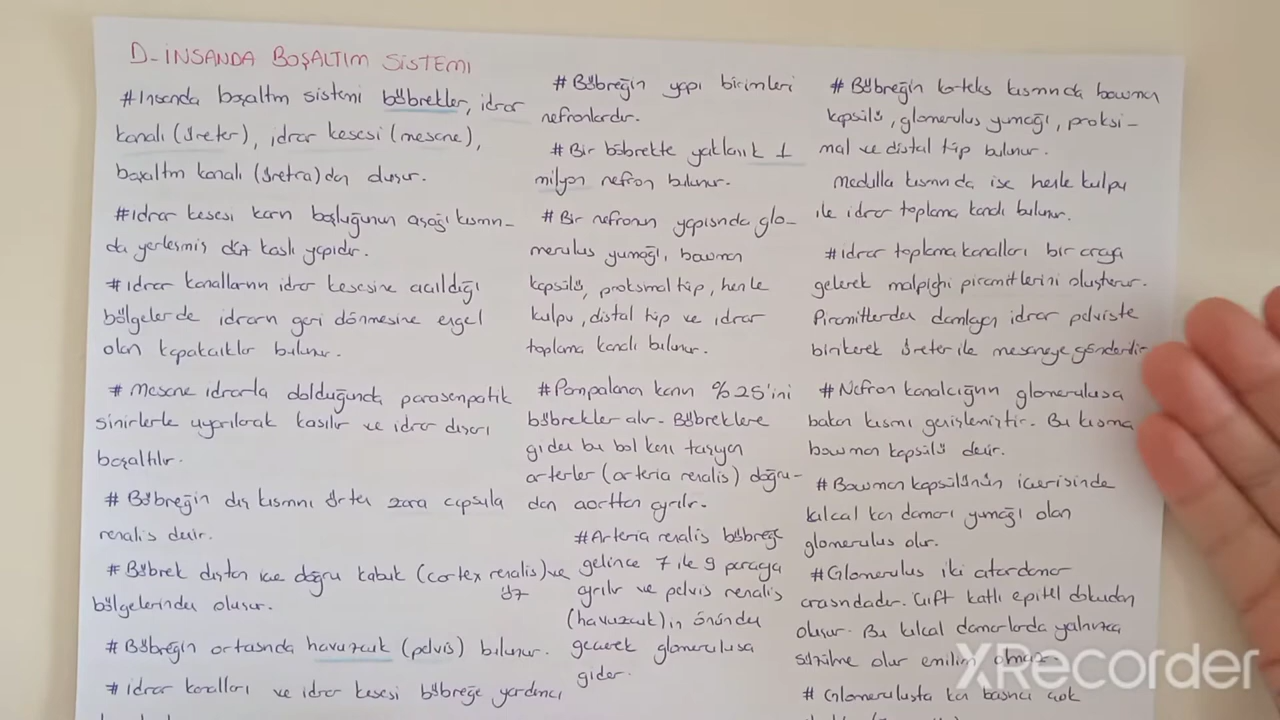 D- İNSANDA BOŞALTIM SİSTEMİ
#İnsanda boşaltım sistemi böbrekler, idrar
kanalı (üreter), idrar kesesi (mesane),
boşaltım kanalı (üretra)dan oluşur.
#İdrar kesesi karın boşluğunun aşağı kısmın-
da yerleşmiş düz kaslı yapıdır.
#İdrar kanallarının idrar kesesine açıldığı
bölgelerde idrarın geri dönmesine engel
olan kapakçıklar bulunur.
# Mesane idrarla dolduğunda parasempatik
sinirlerle uyarılarak kasılır ve idrar dışarı
boşaltılır.
# Böbreğin dış kısmını örten zara capsula
renalis denir.
# Böbrek dıştan içe doğru kabuk (cortex renalis) ve
öz
bölgelerinden oluşur.
# Böbreğin ortasında havuzcuk (pelvis) bulunur.
# idrar kanalları ve idrar kesesi böbreğe yardımcı
# Böbreğin yapı birimleri
nefronlardır.
# Bir böbrekte yaklaşık 1
milyon nefron bulunur.
# Bir nefronun yapısında glo-
merulus yumağı, bowman
kapsülü, proksimal tüp, henle
kulpu, distal tüp ve idrar
toplama kanalı bulunur.
#Pompalanan kanın %25'ini
böbrekler alır. Böbreklere
giden bu bol kanı taşıyan
arterler (arteria renalis) doğru-
dan aorttan ayrılır.
#Arteria renalis böbreğe
gelince 7 ile 9 parçaya
ayrılır ve pelvis renalis
(havuzcuk)ın önünden
geçerek glomerulusa
gider.
# Böbreğin korteks kısmında bowman
kapsülü, glomerulus yumağı, proksi-
mal ve distal tüp bulunur.
Medulla kısmında ise henle kulpu
ile idrar toplama kanalı bulunur.
#idrar toplama kanalları bir araya
gelerek malpighi piramitlerini oluşturur.
Piramitlerden damlayan idrar pelviste
birikerek üreter ile mesaneye gönderilir
#Nefron kanalcığının glomerulusa
bakan kısmı genişlemiştir. Bu kısma
bowman kapsülü denir.
#Bowman kapsülünün içerisinde
kılcal kan damarı yumağı olan
glomerulus olur.
#Glomerulus iki atardamar
arasındadır. Çift katlı epitel dokudan
oluşur. Bu kılcal damarlarda yalnızca
süzülme olur emilim olmaz.
# Glomerulusta kan basıncı çok
XRecorder